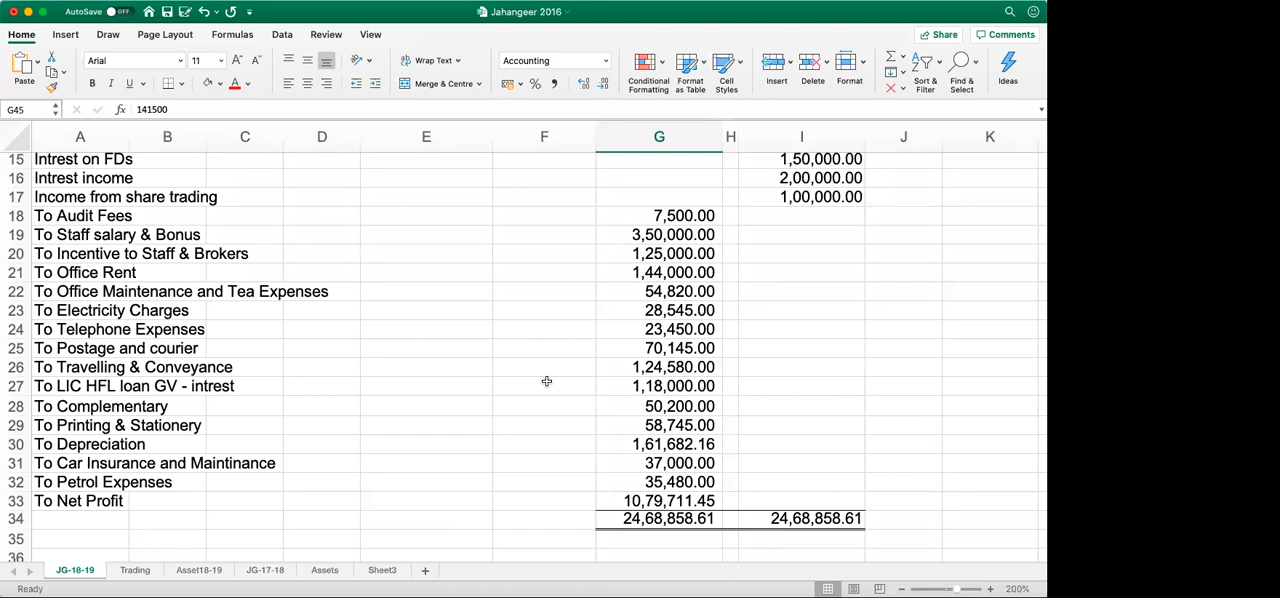 AutoSave OFF Jahangeer 2016
Home Insert Draw Page Layout Formulas Data Review View Share Comments
Paste Arial 11 A A Wrap Text Accounting Conditional Formatting Format as Table Cell Styles Insert Delete Format Sort & Filter Find & Select Ideas
B I U A Merge & Centre %
G45 fx 141500
A B C D E F G H I J K
15 Intrest on FDs 1,50,000.00
16 Intrest income 2,00,000.00
17 Income from share trading 1,00,000.00
18 To Audit Fees 7,500.00
19 To Staff salary & Bonus 3,50,000.00
20 To Incentive to Staff & Brokers 1,25,000.00
21 To Office Rent 1,44,000.00
22 To Office Maintenance and Tea Expenses 54,820.00
23 To Electricity Charges 28,545.00
24 To Telephone Expenses 23,450.00
25 To Postage and courier 70,145.00
26 To Travelling & Conveyance 1,24,580.00
27 To LIC HFL loan GV - intrest 1,18,000.00
28 To Complementary 50,200.00
29 To Printing & Stationery 58,745.00
30 To Depreciation 1,61,682.16
31 To Car Insurance and Maintinance 37,000.00
32 To Petrol Expenses 35,480.00
33 To Net Profit 10,79,711.45
34 24,68,858.61 24,68,858.61
35
36
JG-18-19 Trading Asset18-19 JG-17-18 Assets Sheet3 +
Ready 200%